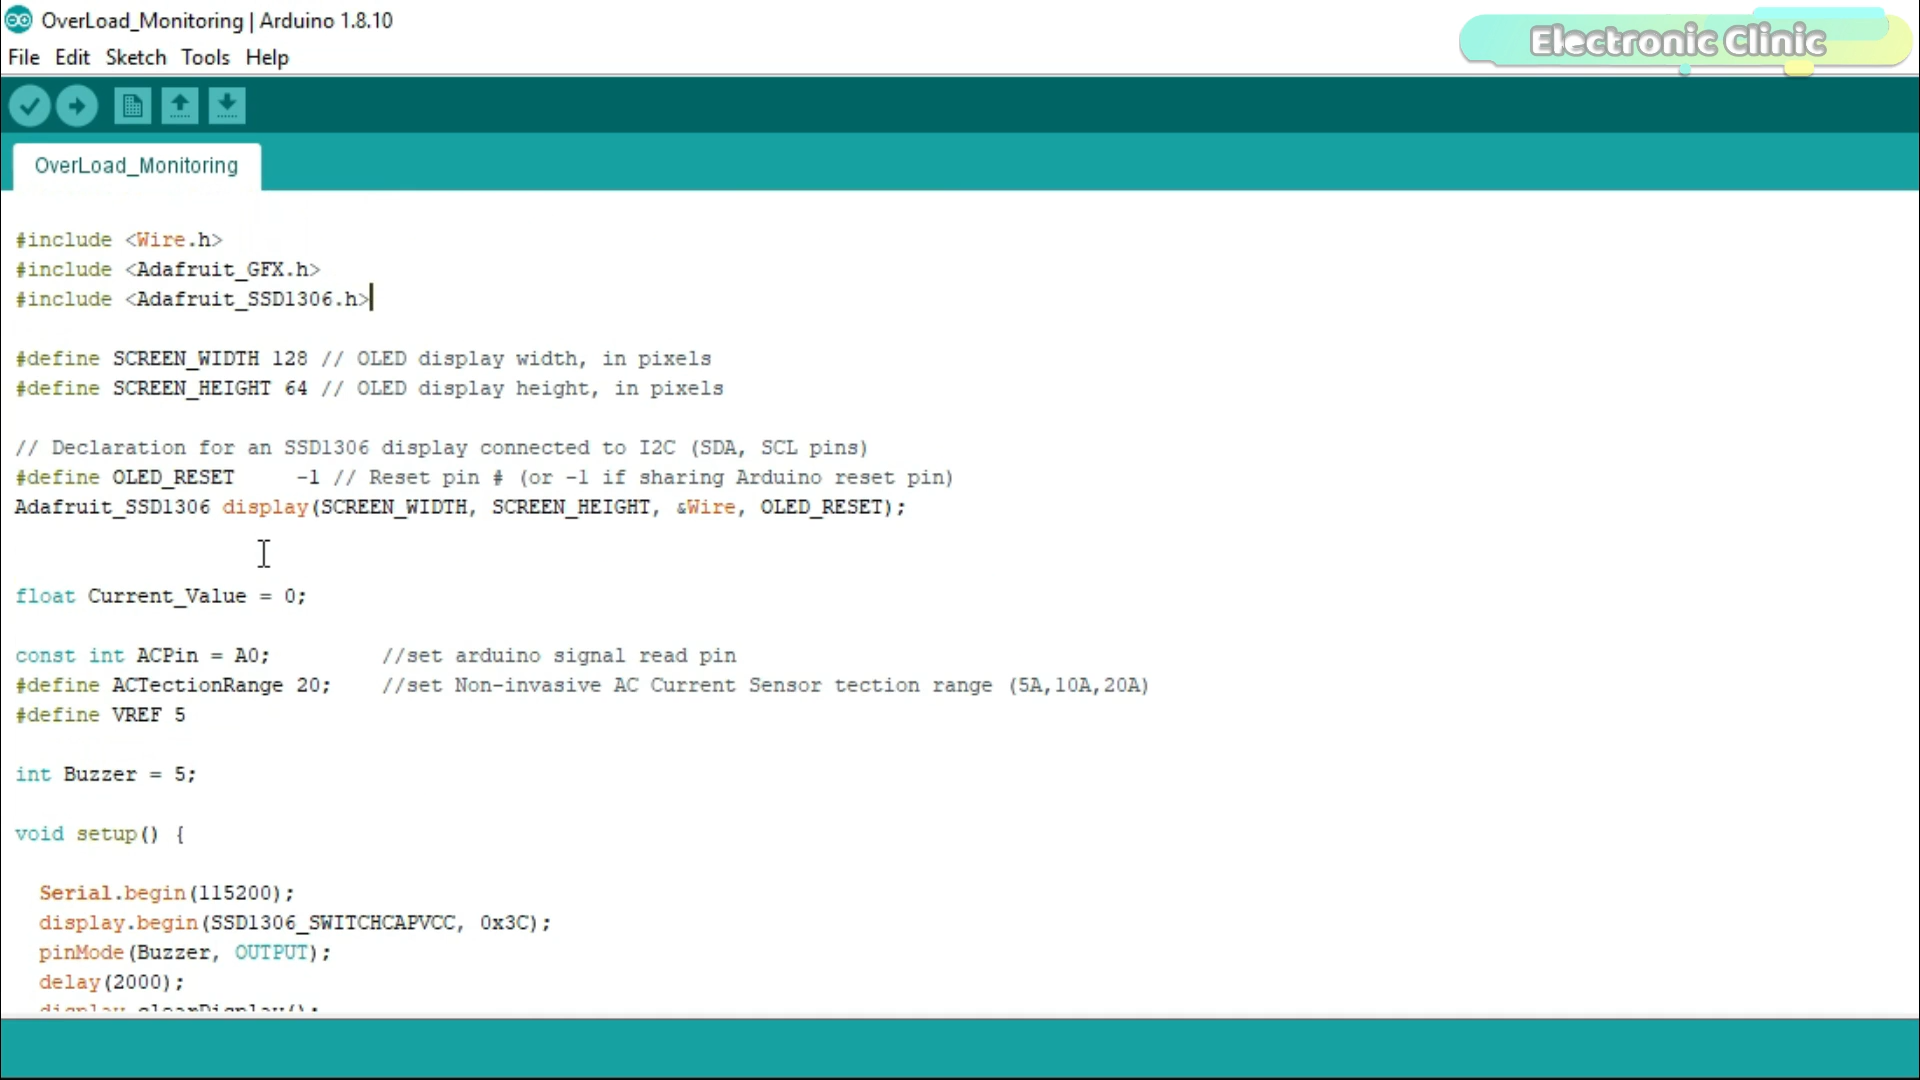 OverLoad_Monitoring | Arduino 1.8.10
Electronic Clinic
File Edit Sketch Tools Help
OverLoad_Monitoring
#include <Wire.h>
#include <Adafruit_GFX.h>
#include <Adafruit_SSD1306.h>
#define SCREEN_WIDTH 128 // OLED display width, in pixels
#define SCREEN_HEIGHT 64 // OLED display height, in pixels
// Declaration for an SSD1306 display connected to I2C (SDA, SCL pins)
#define OLED_RESET     -1 // Reset pin # (or -1 if sharing Arduino reset pin)
Adafruit_SSD1306 display(SCREEN_WIDTH, SCREEN_HEIGHT, &Wire, OLED_RESET);
float Current_Value = 0;
const int ACPin = A0;         //set arduino signal read pin
#define ACTectionRange 20;    //set Non-invasive AC Current Sensor tection range (5A,10A,20A)
#define VREF 5
int Buzzer = 5;
void setup() {
  Serial.begin(115200);
  display.begin(SSD1306_SWITCHCAPVCC, 0x3C);
  pinMode(Buzzer, OUTPUT);
  delay(2000);
  display.clearDisplay();